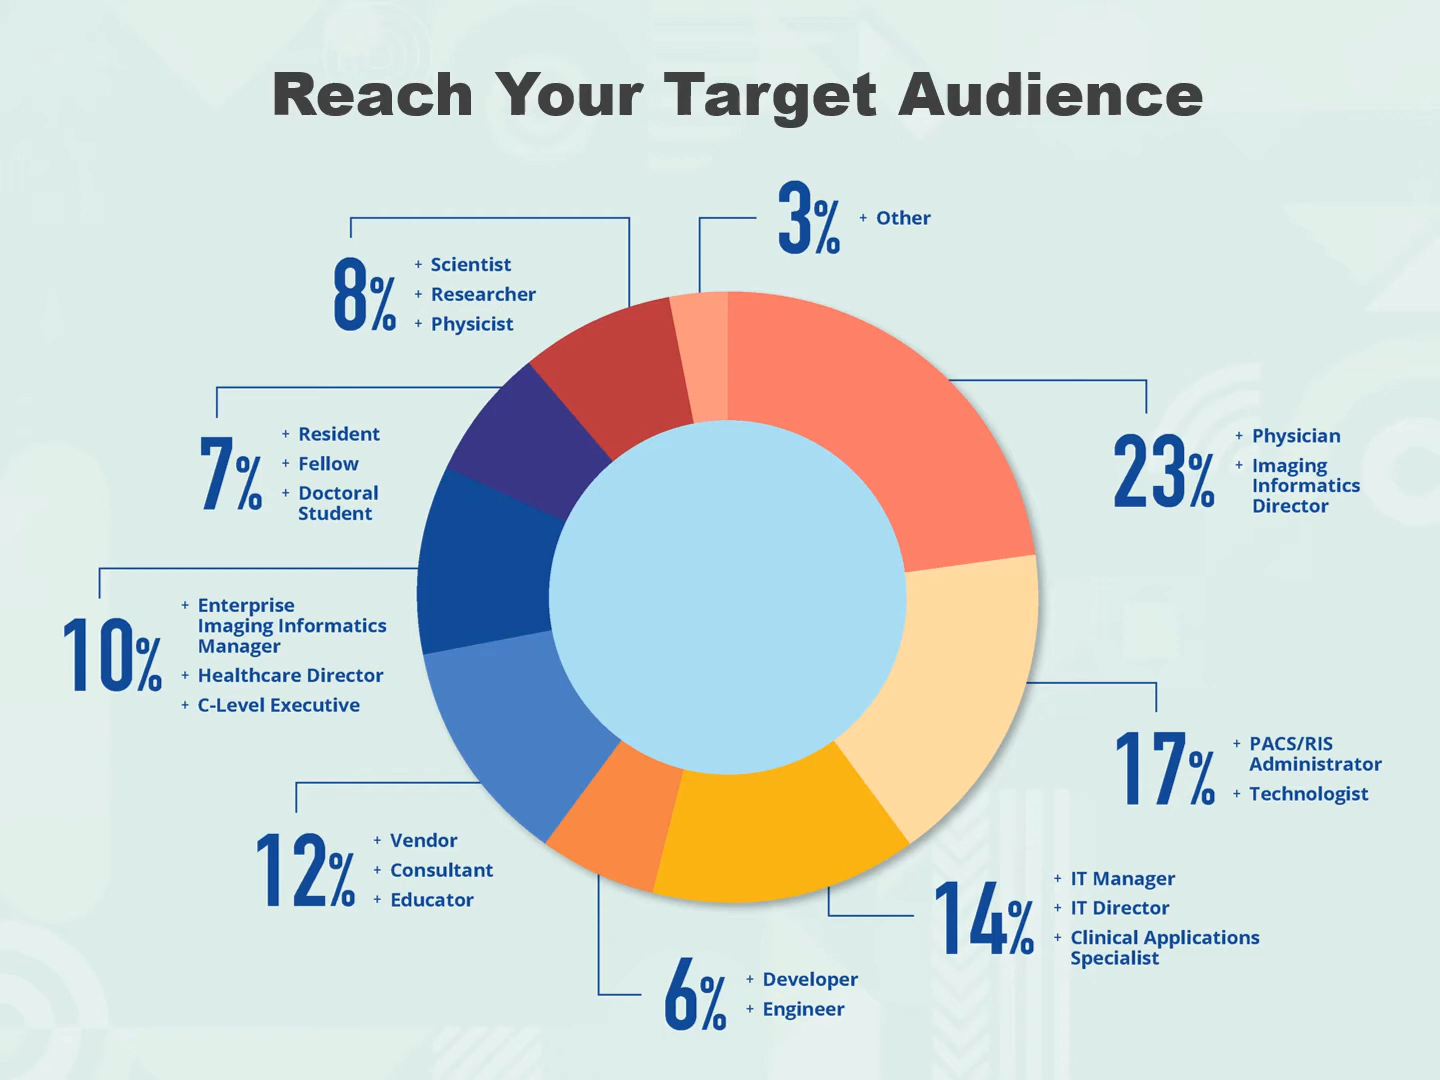 Reach Your Target Audience
3%
+ Other
8%
+ Scientist
+ Researcher
+ Physicist
23%
+ Physician
+ Imaging
Informatics
Director
7%
+ Resident
+ Fellow
+ Doctoral
Student
10%
+ Enterprise
Imaging Informatics
Manager
+ Healthcare Director
+ C-Level Executive
17%
+ PACS/RIS
Administrator
+ Technologist
12%
+ Vendor
+ Consultant
+ Educator
14%
+ IT Manager
+ IT Director
+ Clinical Applications
Specialist
6%
+ Developer
+ Engineer